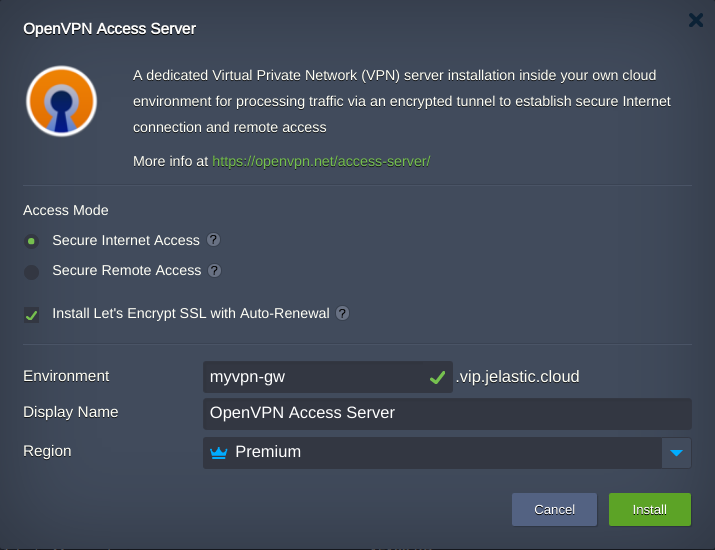 OpenVPN Access Server
A dedicated Virtual Private Network (VPN) server installation inside your own cloud
environment for processing traffic via an encrypted tunnel to establish secure Internet
connection and remote access
More info at https://openvpn.net/access-server/
Access Mode
Secure Internet Access ?
Secure Remote Access ?
Install Let's Encrypt SSL with Auto-Renewal ?
Environment myvpn-gw .vip.jelastic.cloud
Display Name OpenVPN Access Server
Region Premium
Cancel Install